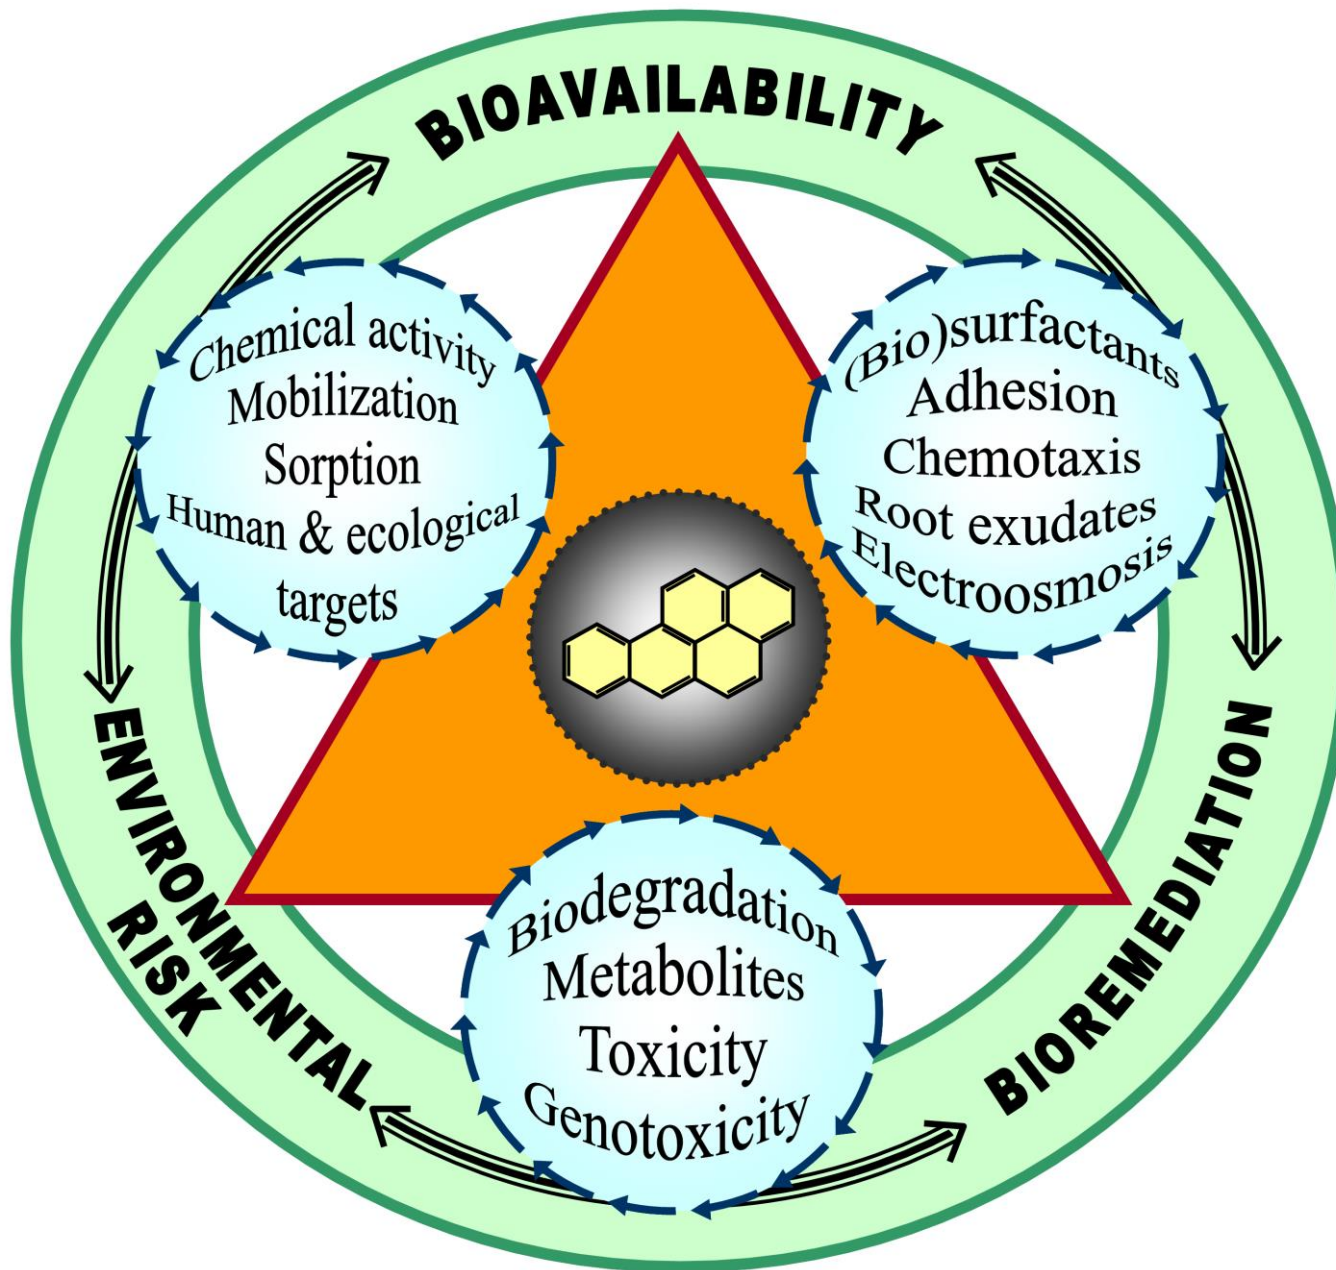 BIOAVAILABILITY
Chemical activity
Mobilization
Sorption
Human & ecological
targets
(Bio)surfactants
Adhesion
Chemotaxis
Root exudates
Electroosmosis
ENVIRONMENTAL
RISK
Biodegradation
Metabolites
Toxicity
Genotoxicity
BIOREMEDIATION